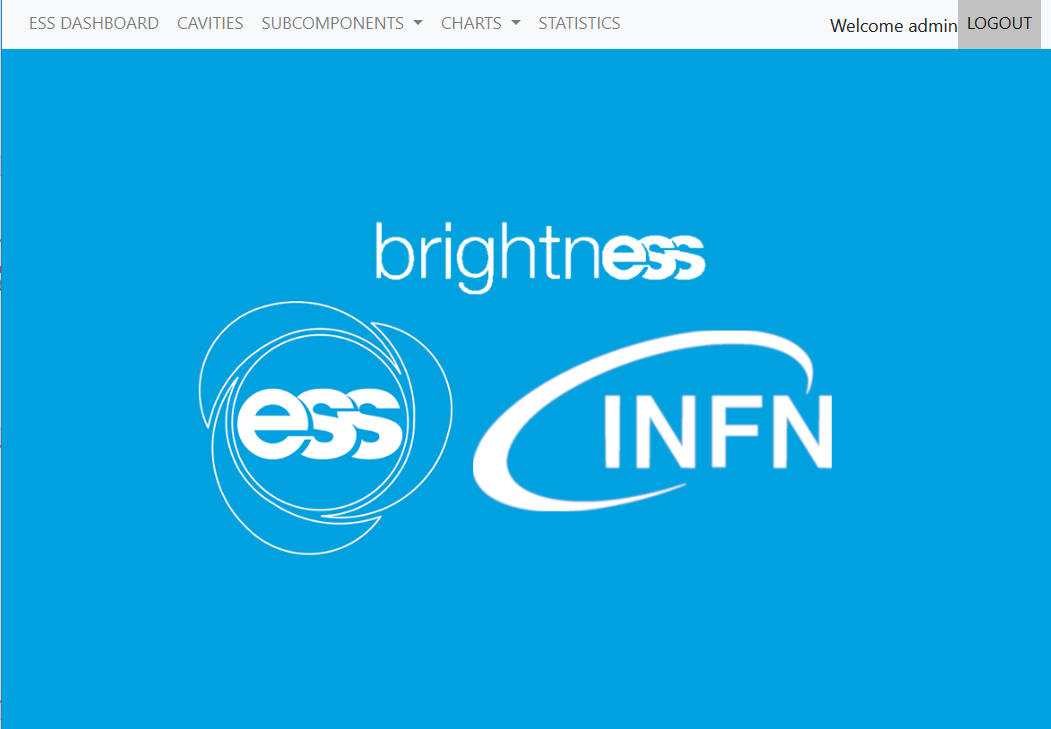 ESS DASHBOARD CAVITIES SUBCOMPONENTS CHARTS STATISTICS Welcome admin LOGOUT
brightness
ess
INFN